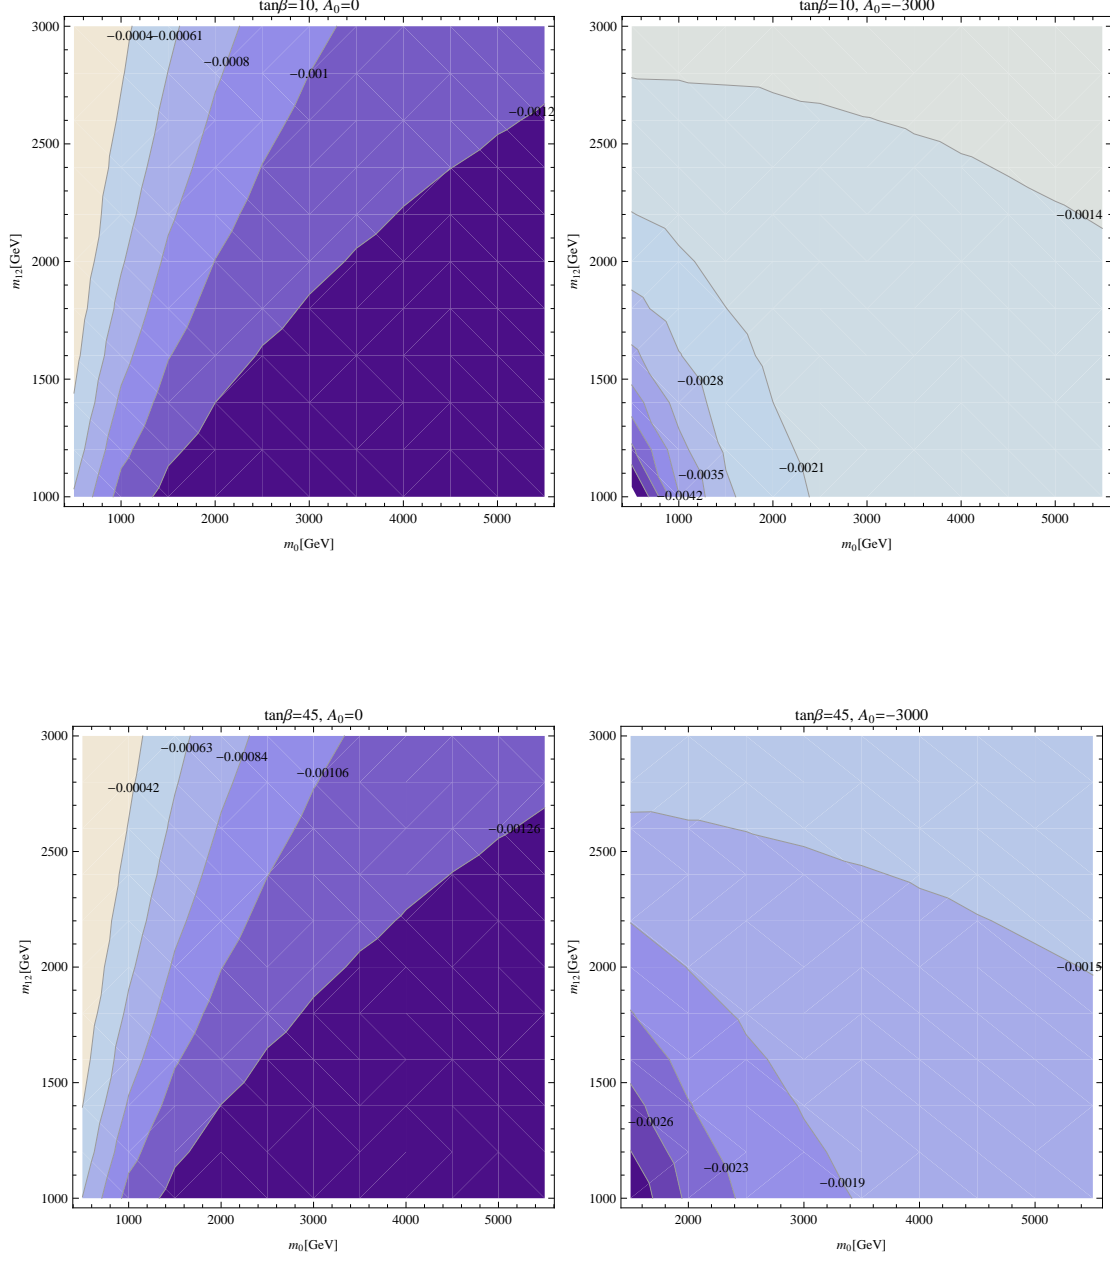 tanβ=10, A₀=0
3000
2500
2000
1500
1000
m₁₂[GeV]
−0.0004
−0.00061
−0.0008
−0.001
−0.0012
1000 2000 3000 4000 5000
m₀[GeV]
tanβ=10, A₀=−3000
3000
2500
2000
1500
1000
m₁₂[GeV]
−0.0014
−0.0028
−0.0021
−0.0035
−0.0042
1000 2000 3000 4000 5000
m₀[GeV]
tanβ=45, A₀=0
3000
2500
2000
1500
1000
m₁₂[GeV]
−0.00063
−0.00084
−0.00106
−0.00042
−0.00126
1000 2000 3000 4000 5000
m₀[GeV]
tanβ=45, A₀=−3000
3000
2500
2000
1500
1000
m₁₂[GeV]
−0.0015
−0.0026
−0.0023
−0.0019
2000 3000 4000 5000
m₀[GeV]